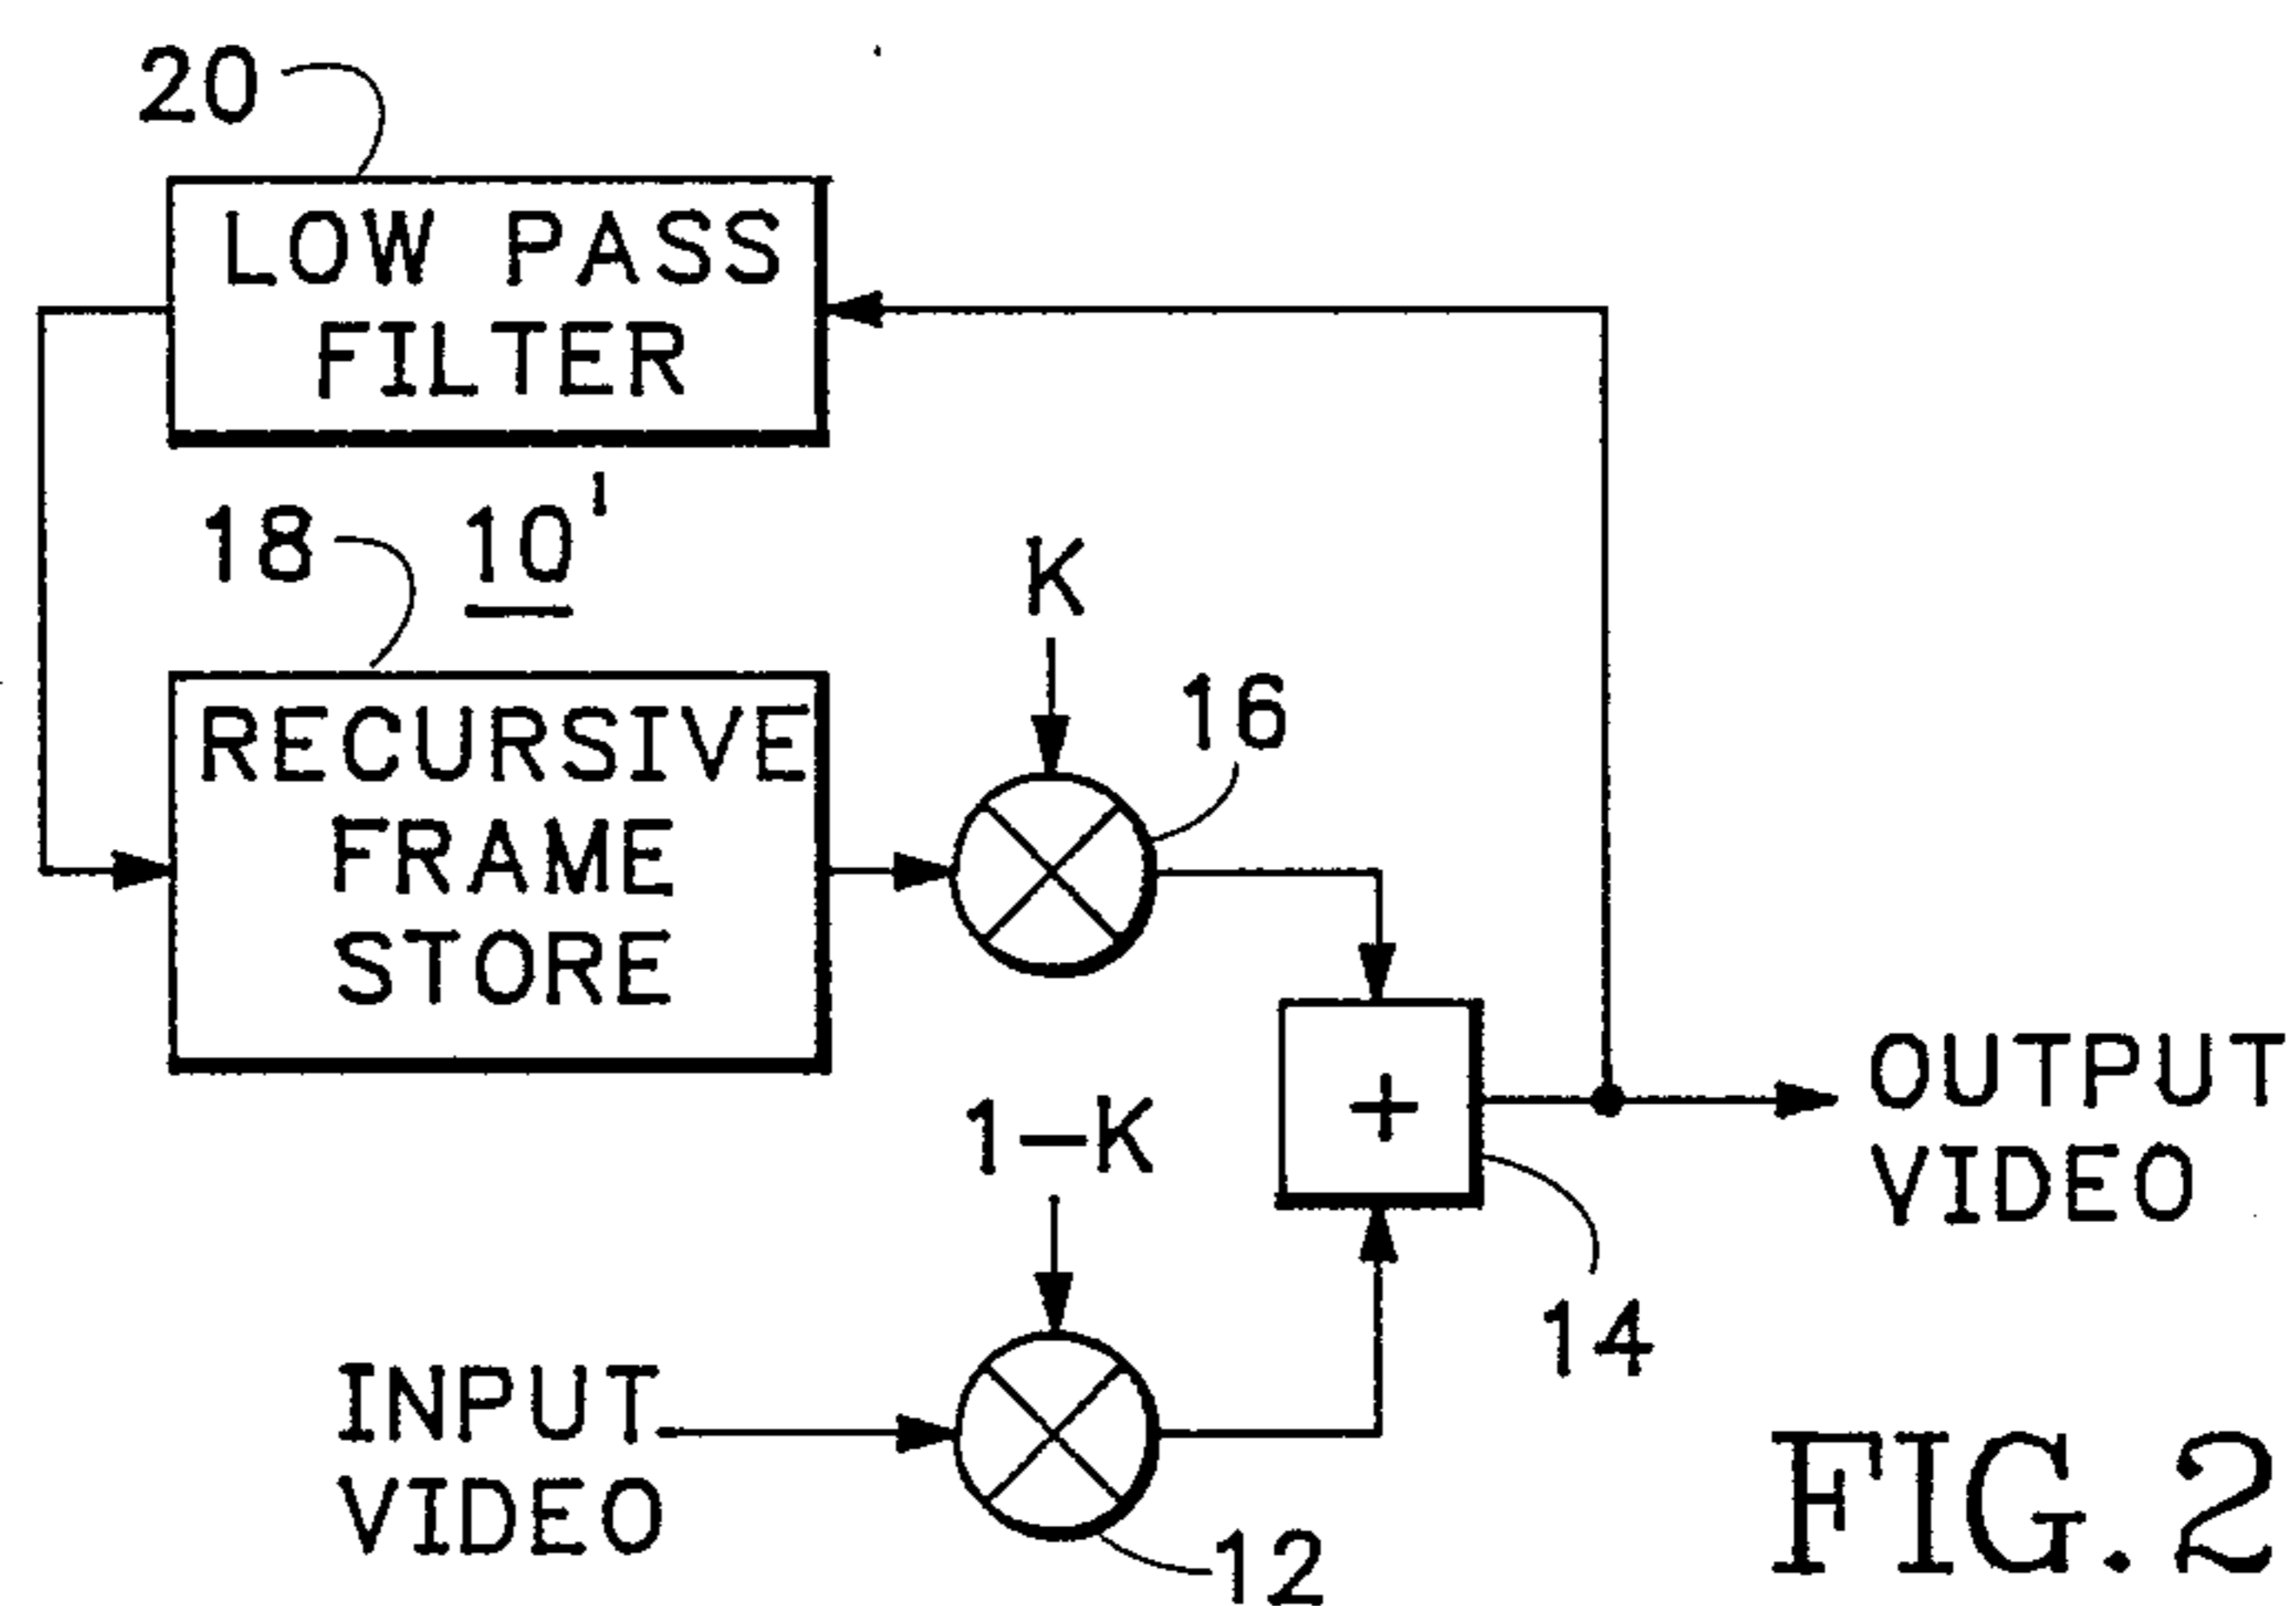 20
LOW PASS
FILTER
18
10'
K
16
RECURSIVE
FRAME
STORE
1-K
+
OUTPUT
VIDEO
14
INPUT
VIDEO
12
FIG. 2